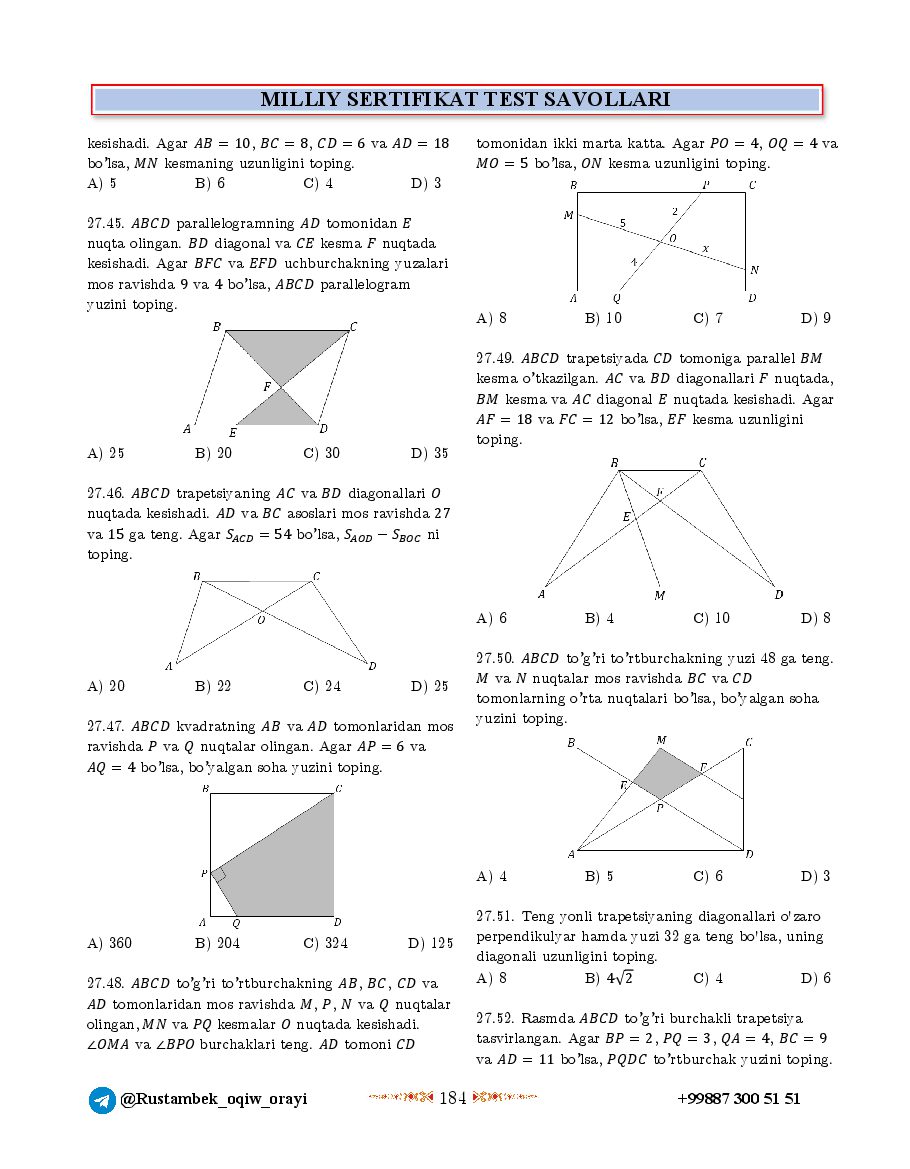 MILLIY SERTIFIKAT TEST SAVOLLARI
kesishadi. Agar AB = 10, BC = 8, CD = 6 va AD = 18
bo'lsa, MN kesmaning uzunligini toping.
A) 5 B) 6 C) 4 D) 3
27.45. ABCD parallelogramning AD tomonidan E
nuqta olingan. BD diagonal va CE kesma F nuqtada
kesishadi. Agar BFC va EFD uchburchakning yuzalari
mos ravishda 9 va 4 bo'lsa, ABCD parallelogram
yuzini toping.
B C
F
A E D
A) 25 B) 20 C) 30 D) 35
27.46. ABCD trapetsiyaning AC va BD diagonallari O
nuqtada kesishadi. AD va BC asoslari mos ravishda 27
va 15 ga teng. Agar S_ACD = 54 bo'lsa, S_AOD − S_BOC ni
toping.
B C
O
A D
A) 20 B) 22 C) 24 D) 25
27.47. ABCD kvadratning AB va AD tomonlaridan mos
ravishda P va Q nuqtalar olingan. Agar AP = 6 va
AQ = 4 bo'lsa, bo'yalgan soha yuzini toping.
B C
P
A Q D
A) 360 B) 204 C) 324 D) 125
27.48. ABCD to'g'ri to'rtburchakning AB, BC, CD va
AD tomonlaridan mos ravishda M, P, N va Q nuqtalar
olingan, MN va PQ kesmalar O nuqtada kesishadi.
∠OMA va ∠BPO burchaklari teng. AD tomoni CD
tomonidan ikki marta katta. Agar PO = 4, OQ = 4 va
MO = 5 bo'lsa, ON kesma uzunligini toping.
B P C
M 2
5
O
x
4 N
A Q D
A) 8 B) 10 C) 7 D) 9
27.49. ABCD trapetsiyada CD tomoniga parallel BM
kesma o'tkazilgan. AC va BD diagonallari F nuqtada,
BM kesma va AC diagonal E nuqtada kesishadi. Agar
AF = 18 va FC = 12 bo'lsa, EF kesma uzunligini
toping.
B C
F
E
A M D
A) 6 B) 4 C) 10 D) 8
27.50. ABCD to'g'ri to'rtburchakning yuzi 48 ga teng.
M va N nuqtalar mos ravishda BC va CD
tomonlarning o'rta nuqtalari bo'lsa, bo'yalgan soha
yuzini toping.
B M C
F
E
P
A D
A) 4 B) 5 C) 6 D) 3
27.51. Teng yonli trapetsiyaning diagonallari o'zaro
perpendikulyar hamda yuzi 32 ga teng bo'lsa, uning
diagonali uzunligini toping.
A) 8 B) 4√2 C) 4 D) 6
27.52. Rasmda ABCD to'g'ri burchakli trapetsiya
tasvirlangan. Agar BP = 2, PQ = 3, QA = 4, BC = 9
va AD = 11 bo'lsa, PQDC to'rtburchak yuzini toping.
@Rustambek_oqiw_orayi 184 +99887 300 51 51